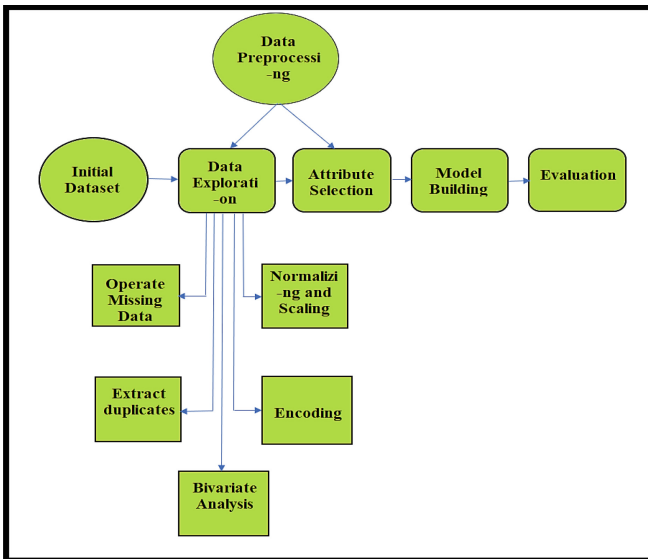 Data
Preprocessi
-ng
Initial
Dataset
Data
Explorati
-on
Attribute
Selection
Model
Building
Evaluation
Operate
Missing
Data
Normalizi
-ng and
Scaling
Extract
duplicates
Encoding
Bivariate
Analysis